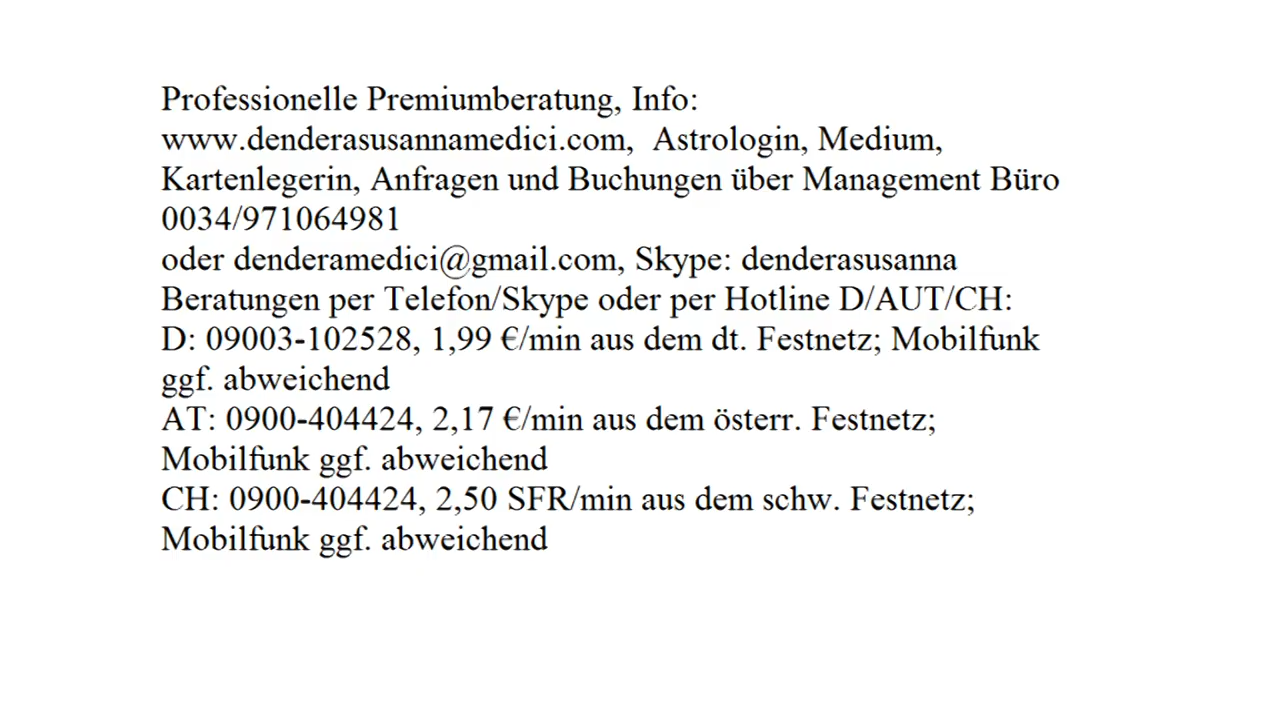 Professionelle Premiumberatung, Info:
www.denderasusannamedici.com,  Astrologin, Medium,
Kartenlegerin, Anfragen und Buchungen über Management Büro
0034/971064981
oder denderamedici@gmail.com, Skype: denderasusanna
Beratungen per Telefon/Skype oder per Hotline D/AUT/CH:
D: 09003-102528, 1,99 €/min aus dem dt. Festnetz; Mobilfunk
ggf. abweichend
AT: 0900-404424, 2,17 €/min aus dem österr. Festnetz;
Mobilfunk ggf. abweichend
CH: 0900-404424, 2,50 SFR/min aus dem schw. Festnetz;
Mobilfunk ggf. abweichend